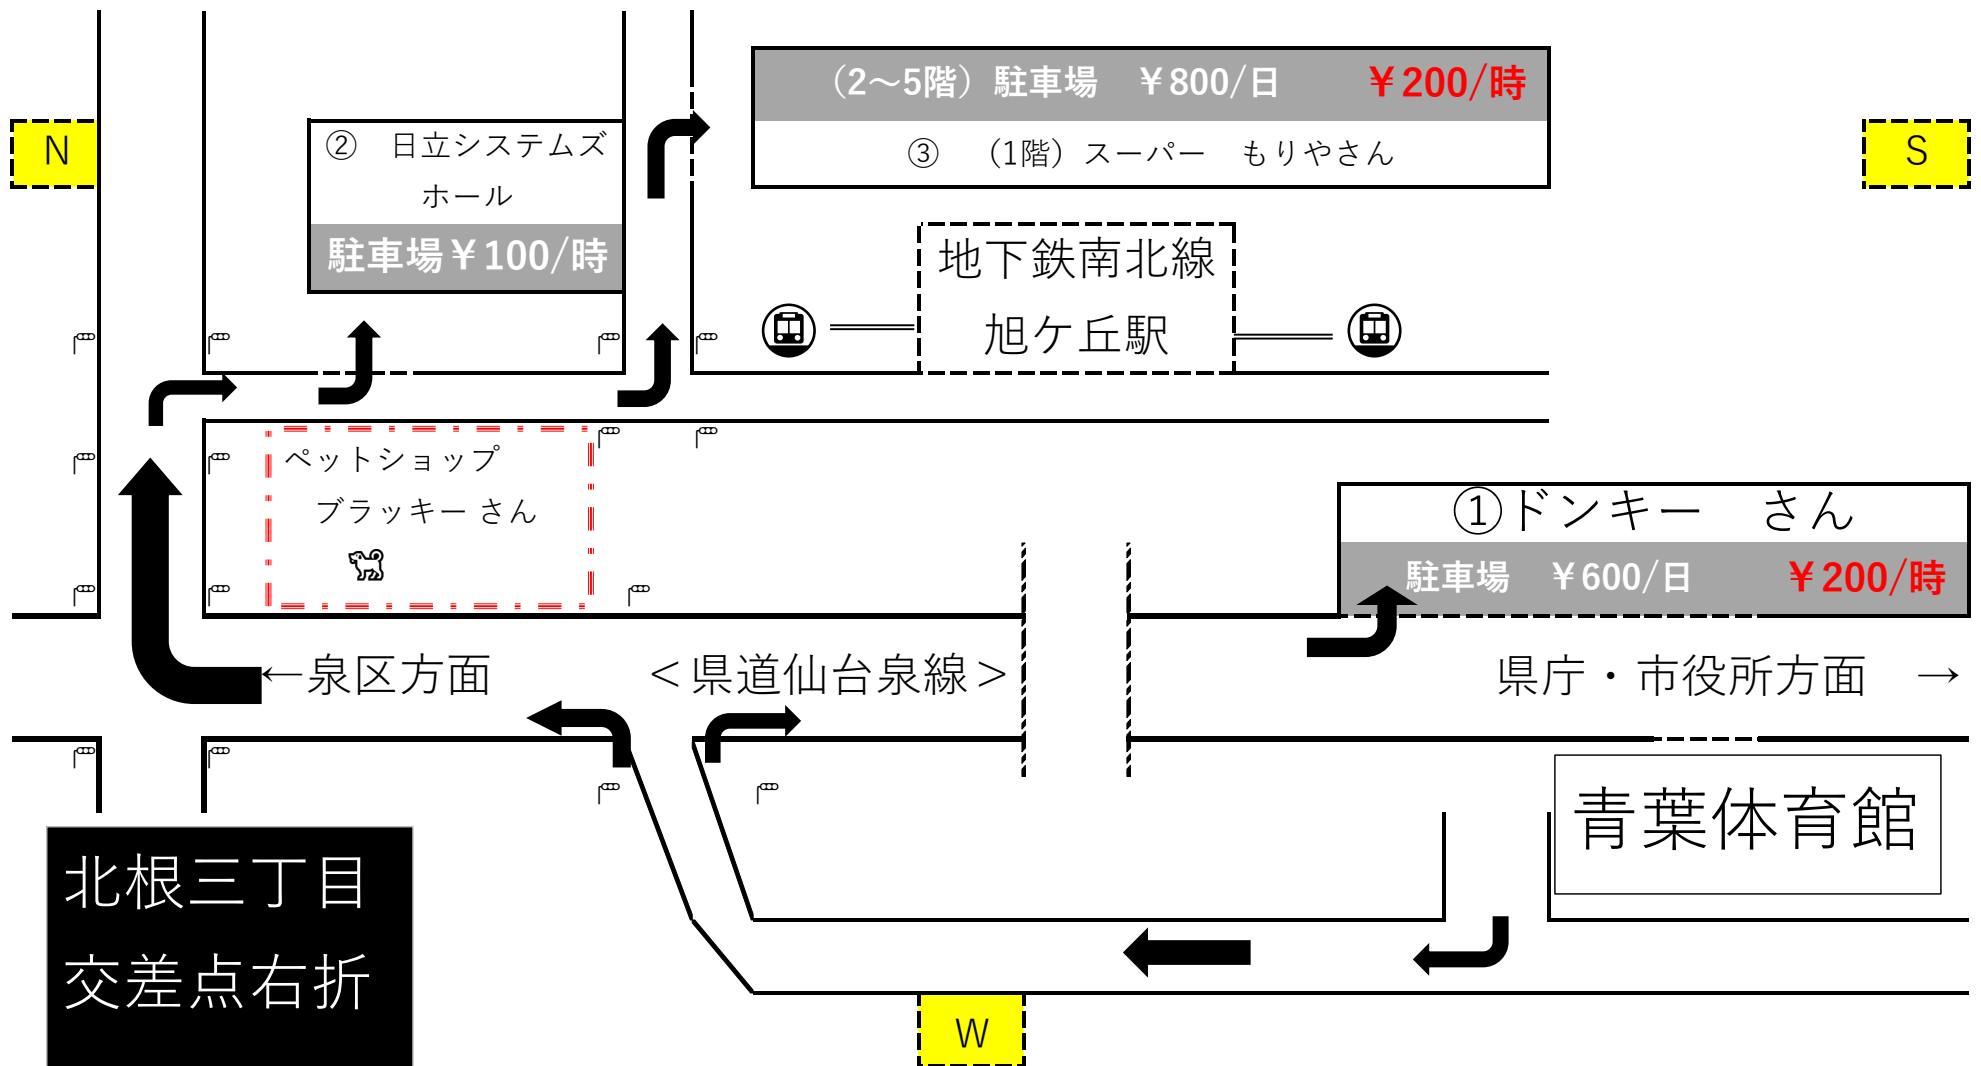 (2～5階) 駐車場　￥800/日　￥200/時
③　(1階) スーパー　もりやさん
N
②　日立システムズ
ホール
駐車場￥100/時
S
地下鉄南北線
旭ケ丘駅
ペットショップ
ブラッキー さん
①ドンキー　さん
駐車場　￥600/日　￥200/時
←泉区方面
＜県道仙台泉線＞
県庁・市役所方面　→
青葉体育館
北根三丁目
交差点右折
W